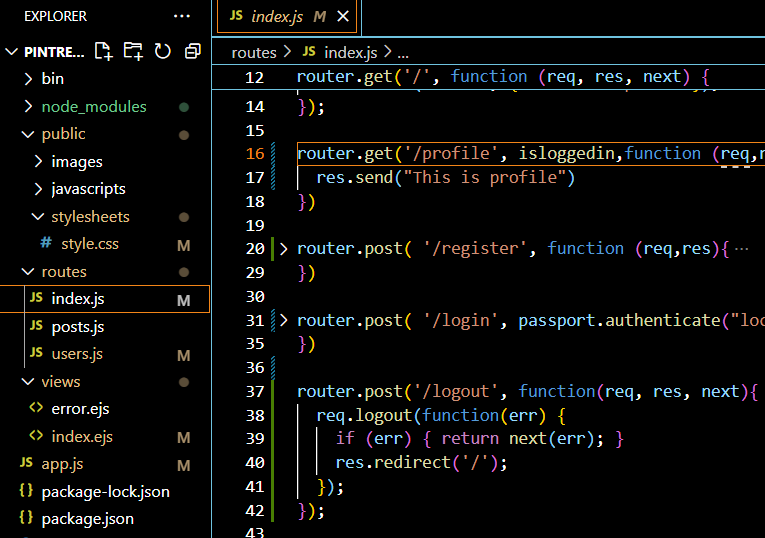 EXPLORER ...
PINTRE...
bin
node_modules
public
images
javascripts
stylesheets
# style.css M
routes
JS index.js M
JS posts.js
JS users.js M
views
<> error.ejs
<> index.ejs M
JS app.js M
{} package-lock.json
{} package.json
JS index.js M
routes > JS index.js > ...
12 router.get('/', function (req, res, next) {
14 });
15
16 router.get('/profile', isloggedin,function (req,
17 res.send("This is profile")
18 })
19
20 router.post( '/register', function (req,res){ ...
29 })
30
31 router.post( '/login', passport.authenticate("loc
35 })
36
37 router.post('/logout', function(req, res, next){
38 req.logout(function(err) {
39 if (err) { return next(err); }
40 res.redirect('/');
41 });
42 });
43